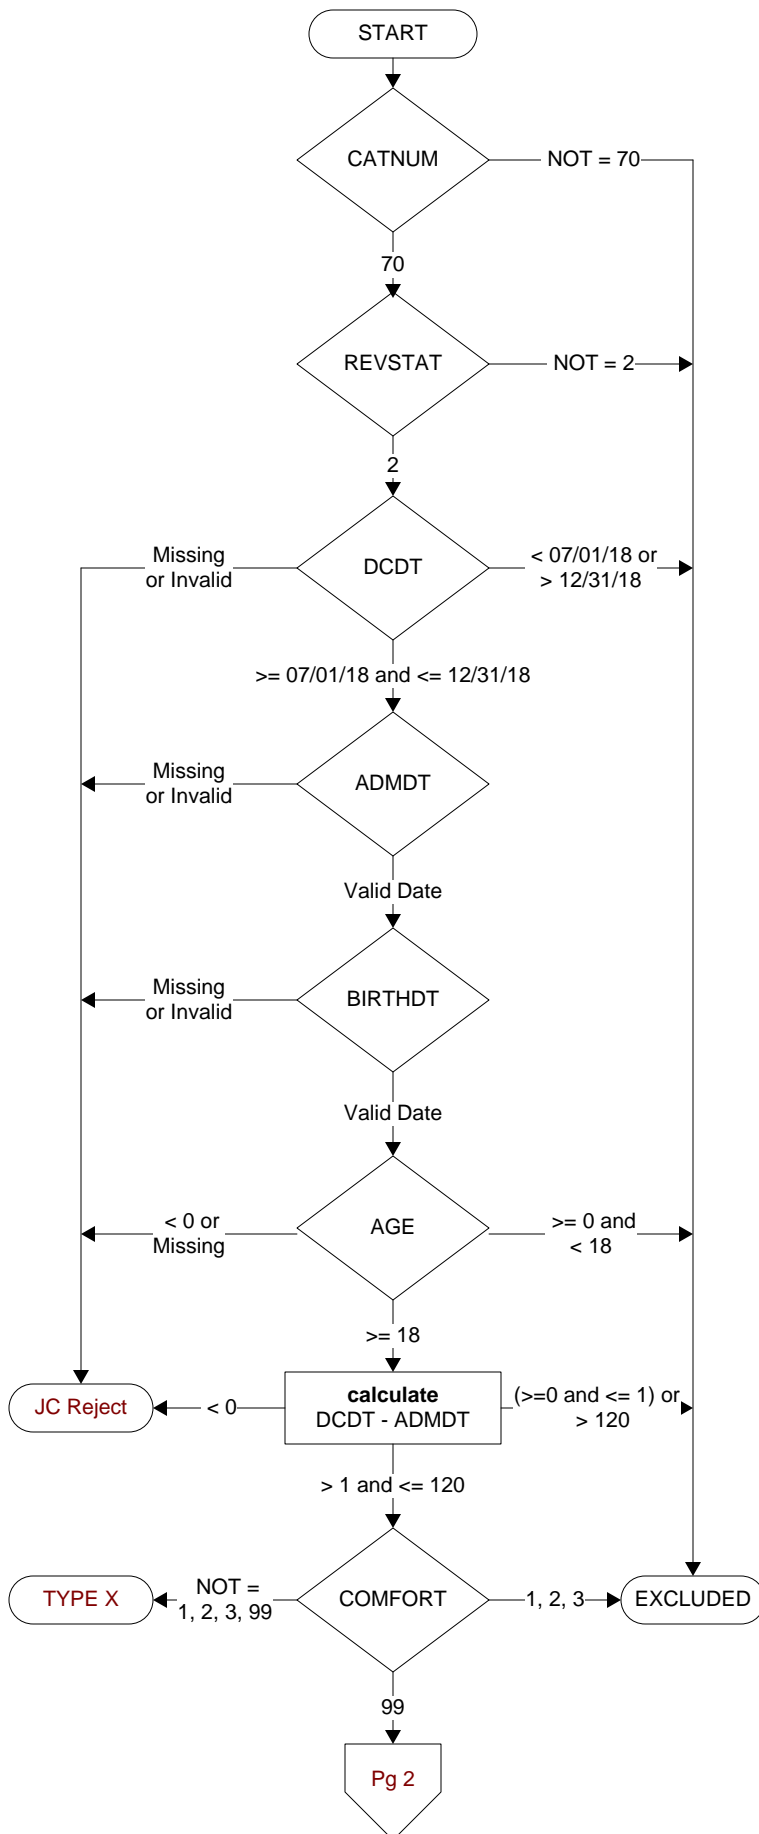 START
CATNUM
NOT = 70
70
REVSTAT
NOT = 2
2
Missing
or Invalid
DCDT
< 07/01/18 or
> 12/31/18
>= 07/01/18 and <= 12/31/18
Missing
or Invalid
ADMDT
Valid Date
Missing
or Invalid
BIRTHDT
Valid Date
< 0 or
Missing
AGE
>= 0 and
< 18
>= 18
JC Reject
< 0
calculate
DCDT - ADMDT
(>=0 and <= 1) or
> 120
> 1 and <= 120
TYPE X
NOT =
1, 2, 3, 99
COMFORT
1, 2, 3
EXCLUDED
99
Pg 2